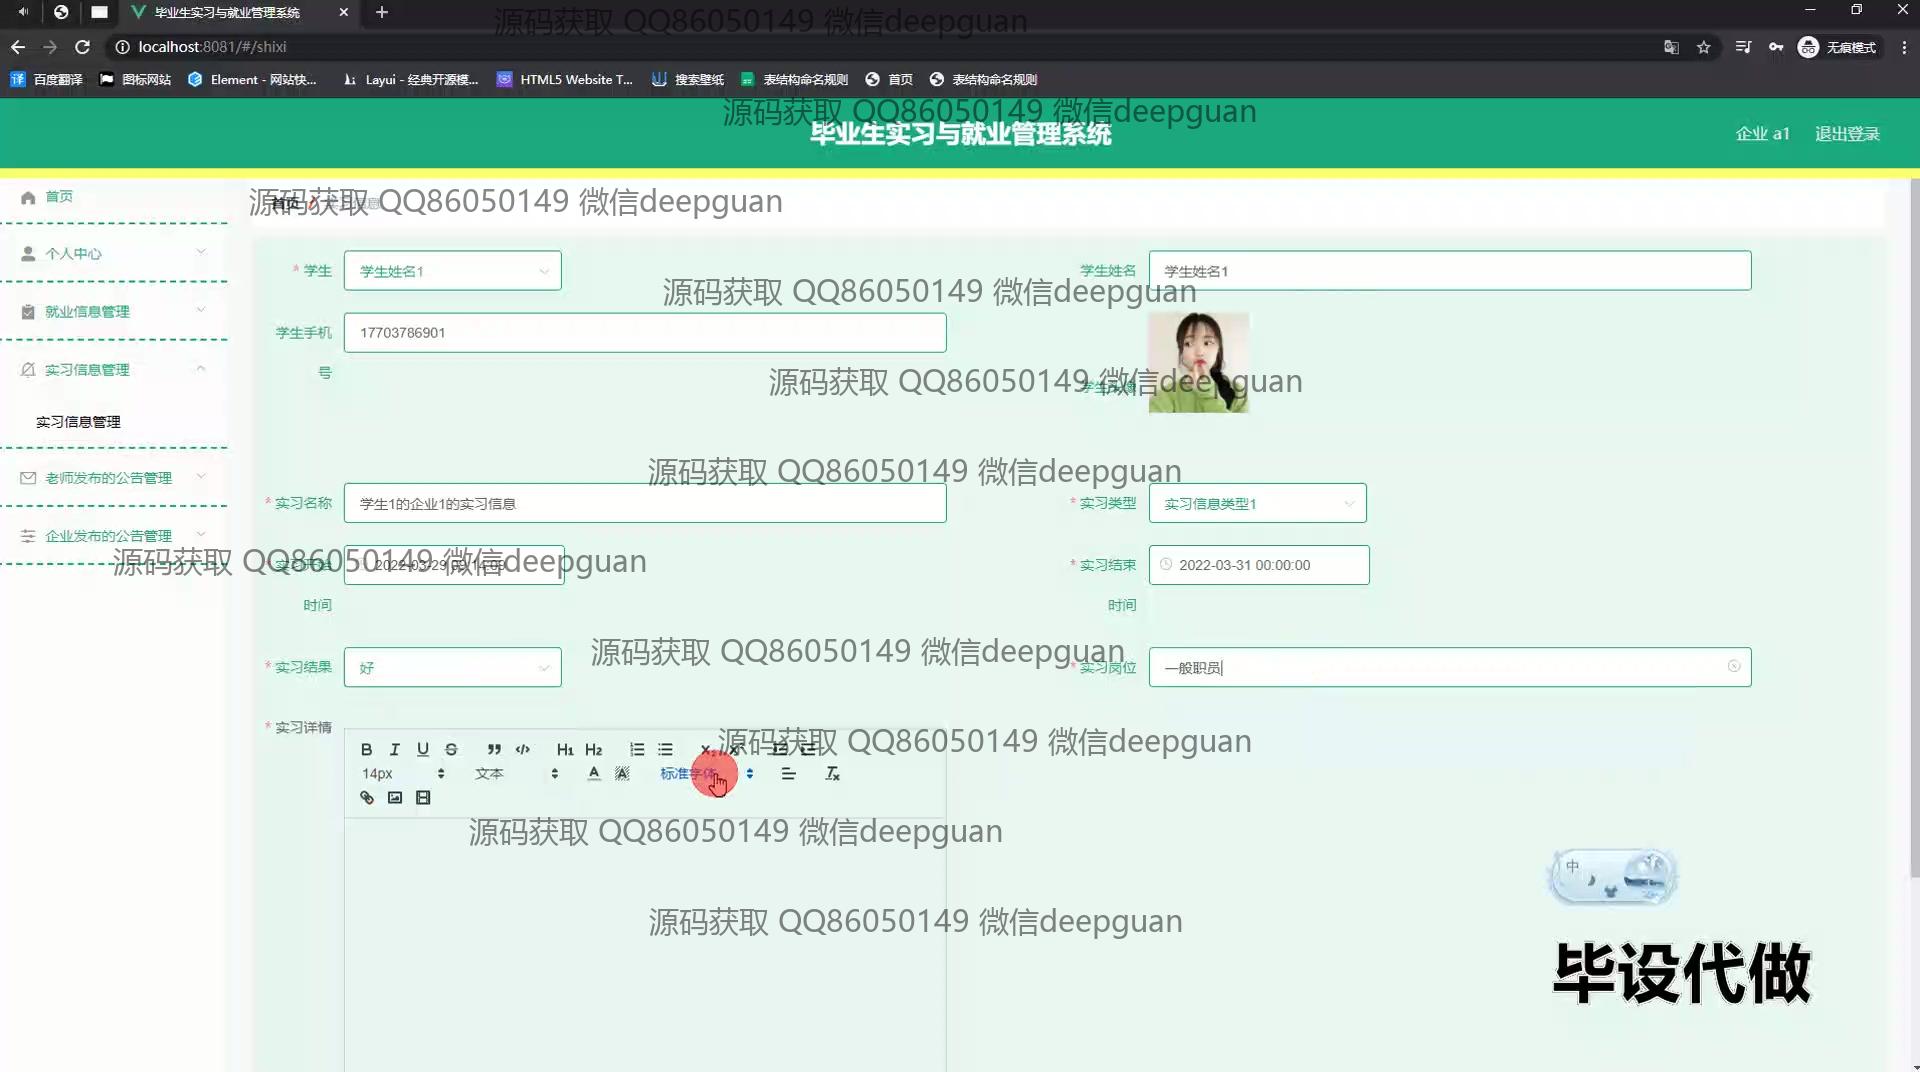 毕业生实习与就业管理系统
源码获取 QQ86050149 微信deepguan
localhost:8081/#/shixi
无痕模式
百度翻译
图标网站
Element - 网站快...
Layui - 经典开源模...
HTML5 Website T...
搜索壁纸
表结构命名规则
首页
表结构命名规则
源码获取 QQ86050149 微信deepguan
毕业生实习与就业管理系统
企业 a1
退出登录
首页
源码获取 QQ86050149 微信deepguan
首页
个人中心
* 学生
学生姓名1
学生姓名
学生姓名1
源码获取 QQ86050149 微信deepguan
就业信息管理
学生手机号
17703786901
实习信息管理
源码获取 QQ86050149 微信deepguan
实习信息管理
源码获取 QQ86050149 微信deepguan
老师发布的公告管理
* 实习名称
学生1的企业1的实习信息
* 实习类型
实习信息类型1
企业发布的公告管理
源码获取 QQ86050149 微信deepguan
时间
* 实习结束时间
2022-03-31 00:00:00
源码获取 QQ86050149 微信deepguan
* 实习结果
好
* 实习岗位
一般职员
* 实习详情
源码获取 QQ86050149 微信deepguan
B I U S H1 H2
14px
文本
标准字体
源码获取 QQ86050149 微信deepguan
中
源码获取 QQ86050149 微信deepguan
毕设代做